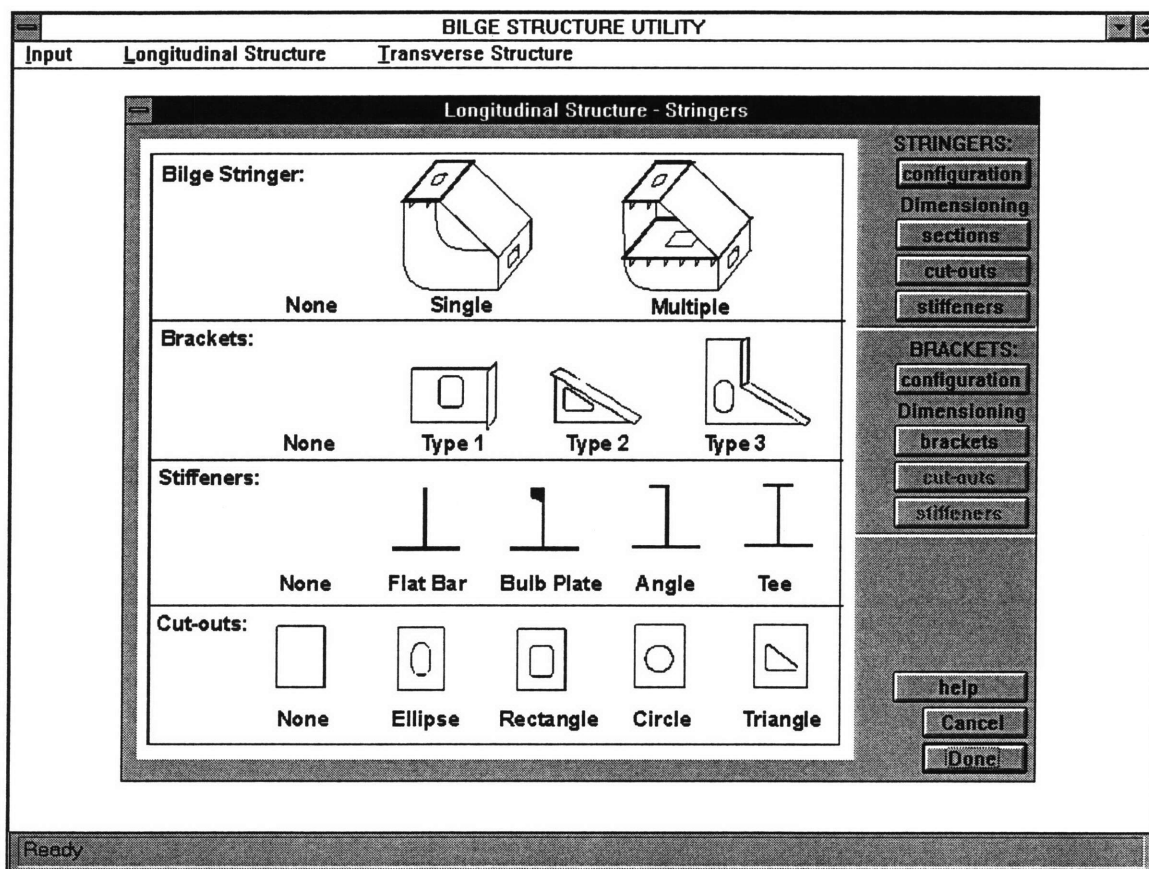 BILGE STRUCTURE UTILITY
Input Longitudinal Structure Transverse Structure
Longitudinal Structure - Stringers
Bilge Stringer:
None Single Multiple
Brackets:
None Type 1 Type 2 Type 3
Stiffeners:
None Flat Bar Bulb Plate Angle Tee
Cut-outs:
None Ellipse Rectangle Circle Triangle
STRINGERS:
configuration
Dimensioning
sections
cut-outs
stiffeners
BRACKETS:
configuration
Dimensioning
brackets
cut-outs
stiffeners
help
Cancel
Done
Ready